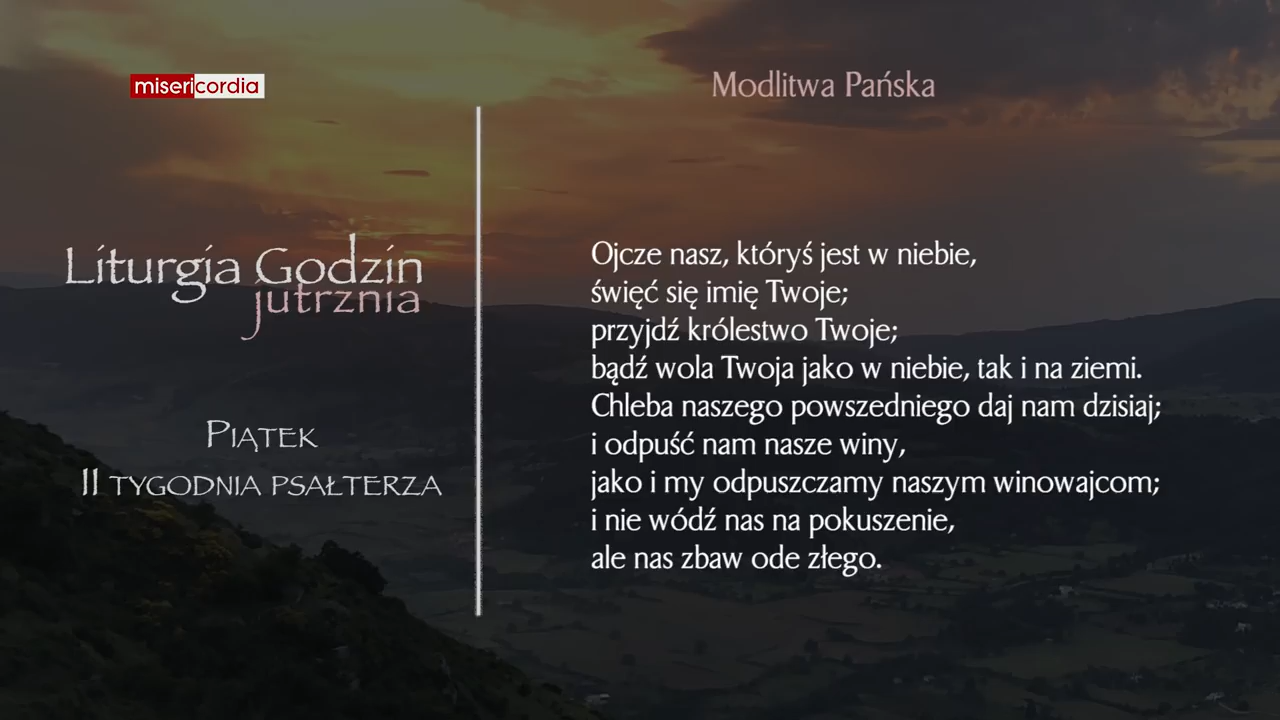 misericordia
Liturgia Godzin
jutrznia
Piątek
II tygodnia psałterza
Modlitwa Pańska
Ojcze nasz, któryś jest w niebie,
święć się imię Twoje;
przyjdź królestwo Twoje;
bądź wola Twoja jako w niebie, tak i na ziemi.
Chleba naszego powszedniego daj nam dzisiaj;
i odpuść nam nasze winy,
jako i my odpuszczamy naszym winowajcom;
i nie wódź nas na pokuszenie,
ale nas zbaw ode złego.